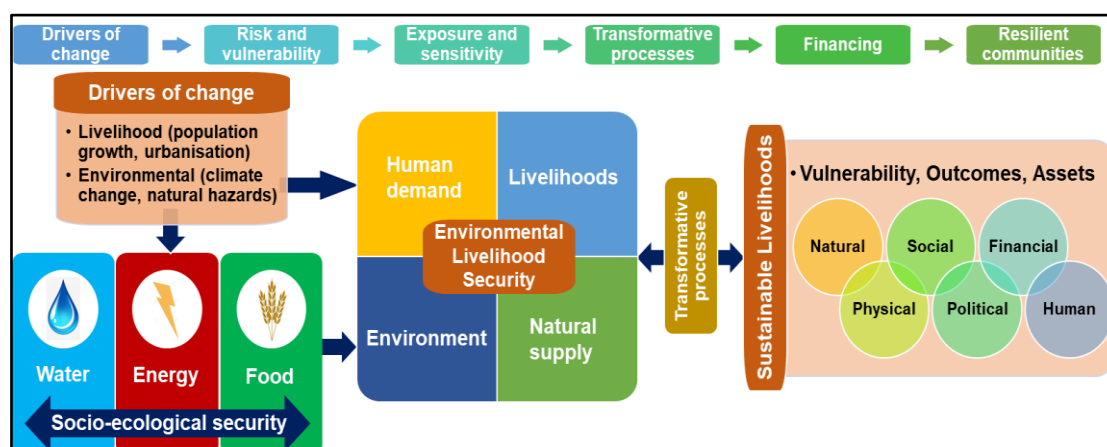 Drivers of
change
Risk and
vulnerability
Exposure and
sensitivity
Transformative
processes
Financing
Resilient
communities
Drivers of change
• Livelihood (population
growth, urbanisation)
• Environmental (climate
change, natural hazards)
Water
Energy
Food
Socio-ecological security
Human
demand
Livelihoods
Environmental
Livelihood
Security
Environment
Natural
supply
Transformative
processes
Sustainable Livelihoods
• Vulnerability, Outcomes, Assets
Natural
Social
Financial
Physical
Political
Human